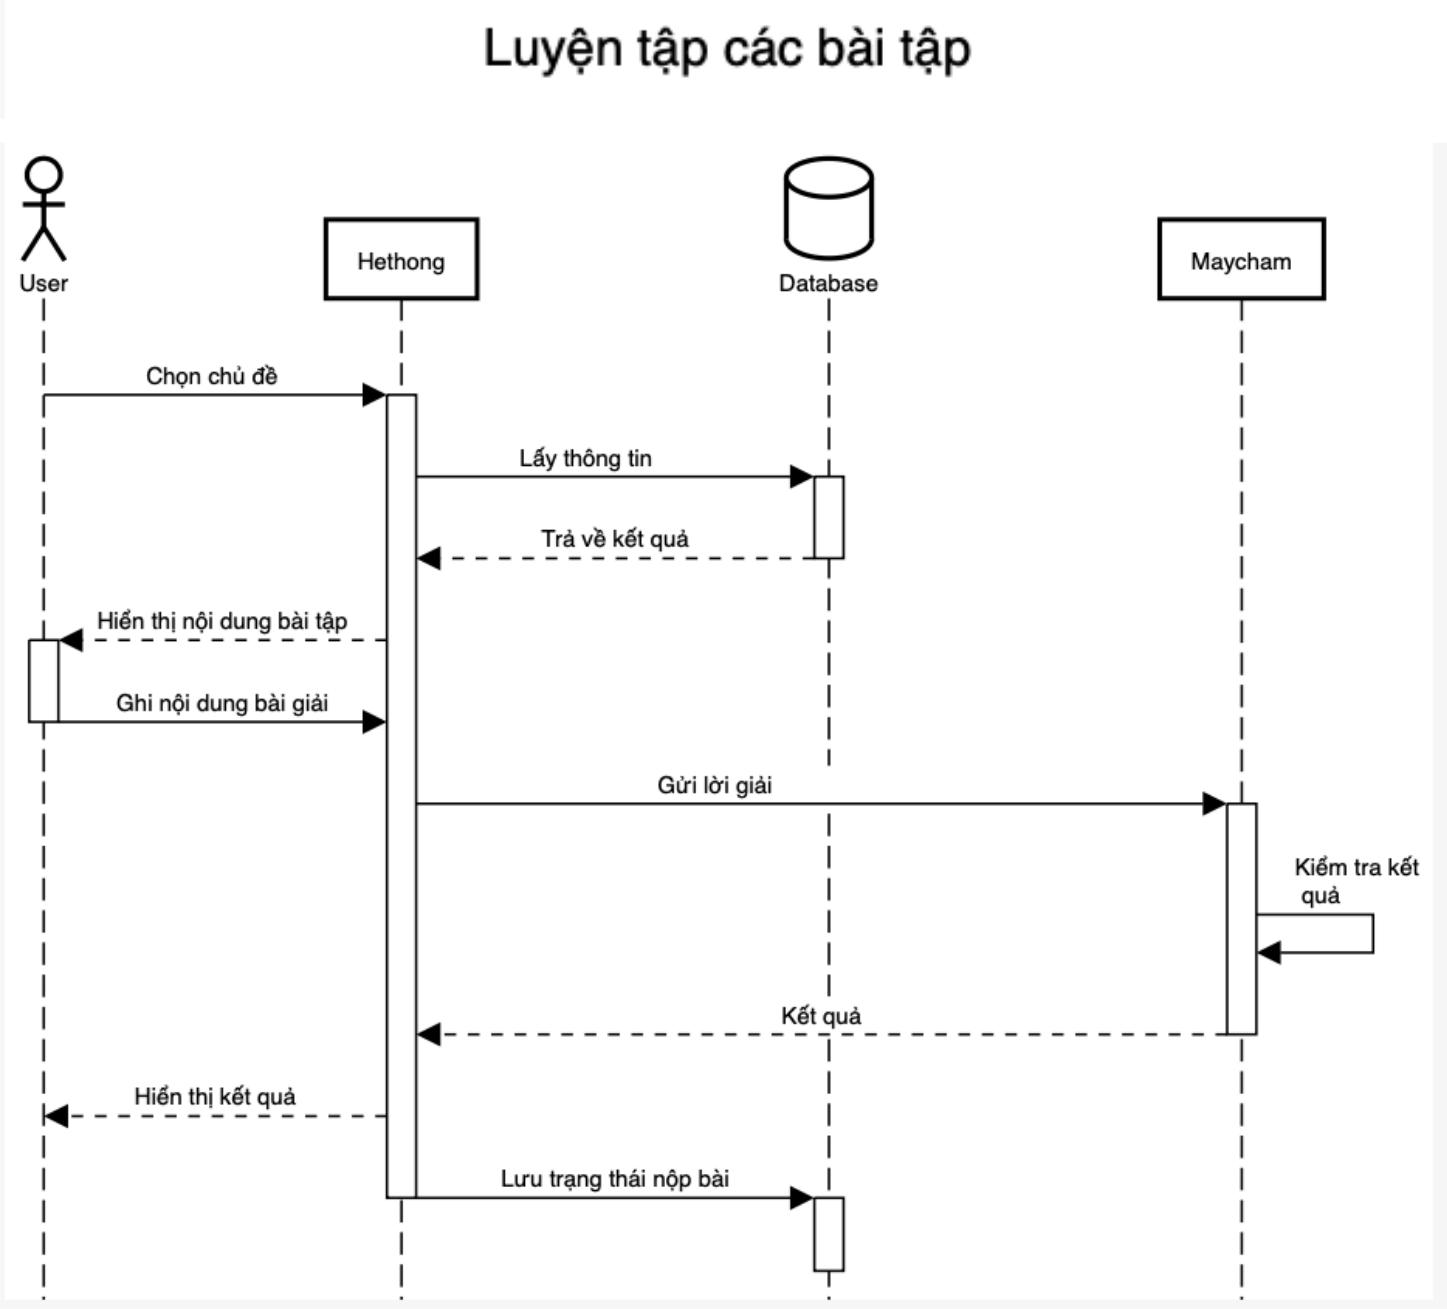 Luyện tập các bài tập
User
Hethong
Database
Maycham
Chọn chủ đề
Lấy thông tin
Trả về kết quả
Hiển thị nội dung bài tập
Ghi nội dung bài giải
Gửi lời giải
Kiểm tra kết
quả
Kết quả
Hiển thị kết quả
Lưu trạng thái nộp bài